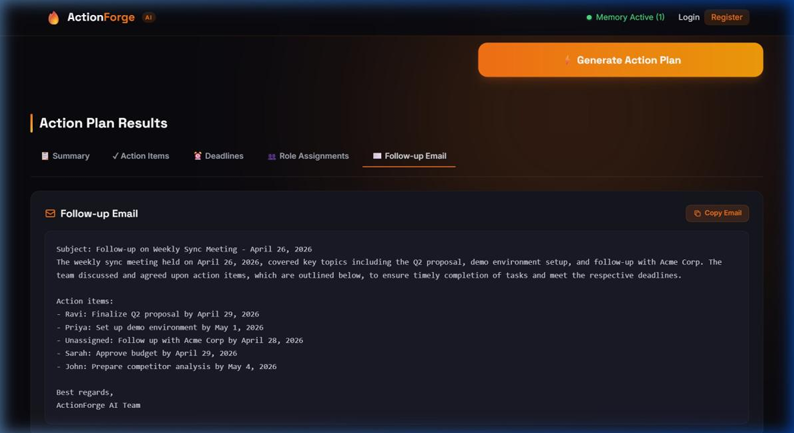 ActionForge AI
Memory Active (1)
Login
Register
Generate Action Plan
Action Plan Results
Summary
✓ Action Items
Deadlines
Role Assignments
Follow-up Email
Follow-up Email
Copy Email
Subject: Follow-up on Weekly Sync Meeting - April 26, 2026
The weekly sync meeting held on April 26, 2026, covered key topics including the Q2 proposal, demo environment setup, and follow-up with Acme Corp. The
team discussed and agreed upon action items, which are outlined below, to ensure timely completion of tasks and meet the respective deadlines.
Action items:
- Ravi: Finalize Q2 proposal by April 29, 2026
- Priya: Set up demo environment by May 1, 2026
- Unassigned: Follow up with Acme Corp by April 28, 2026
- Sarah: Approve budget by April 29, 2026
- John: Prepare competitor analysis by May 4, 2026
Best regards,
ActionForge AI Team